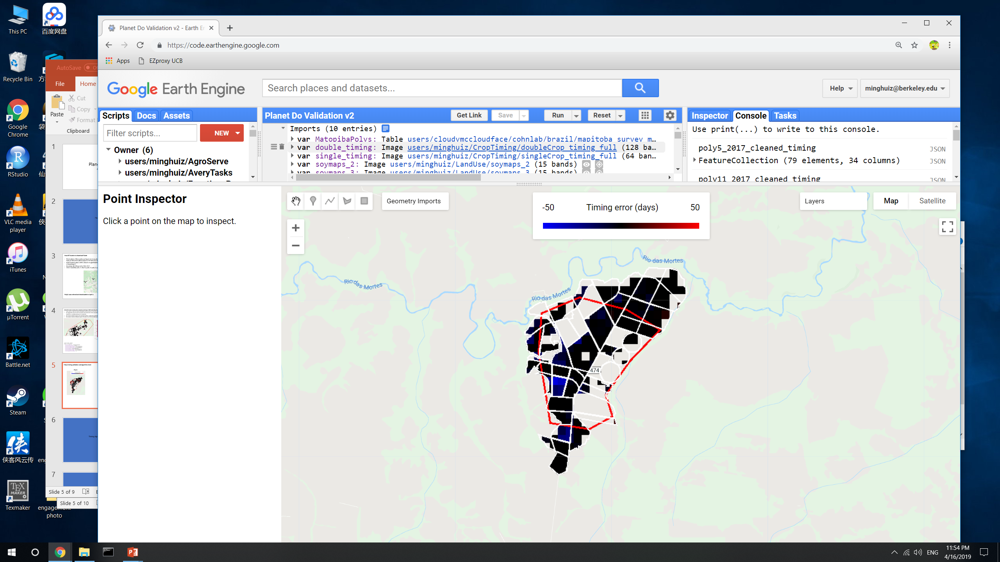 This PC
百度网盘
Recycle Bin
Google Chrome
RStudio
VLC media player
iTunes
µTorrent
Battle.net
Steam
侠客风云传
Texmaker
engagement photo
AutoSave
File
Home
Cut
Copy
Paste
Format
Clipboard
1
2
3
4
5
6
7
Slide 5 of 9
Slide 5 of 10
Planet Do Validation v2 - Earth En
https://code.earthengine.google.com
Apps
EZproxy UCB
Google Earth Engine
Search places and datasets...
Help
minghuiz@berkeley.edu
Scripts
Docs
Assets
Filter scripts...
NEW
Owner (6)
users/minghuiz/AgroServe
users/minghuiz/AveryTasks
Planet Do Validation v2
Get Link
Save
Run
Reset
Imports (10 entries)
var MatopibaPolys: Table users/cloudymccloudface/cohnlab/brazil/mapitoba_survey_m…
var double_timing: Image users/minghuiz/CropTiming/doubleCrop_timing_full (128 ba…
var single_timing: Image users/minghuiz/CropTiming/singleCrop_timing_full (64 ban…
var soymaps_2: Image users/minghuiz/LandUse/soymaps_2 (15 bands)
var soymaps_3: Image users/minghuiz/LandUse/soymaps_3 (15 bands)
Inspector
Console
Tasks
Use print(...) to write to this console.
poly5_2017_cleaned_timing
JSON
FeatureCollection (79 elements, 34 columns)
JSON
poly11_2017_cleaned_timing
JSON
Point Inspector
Click a point on the map to inspect.
Geometry Imports
-50
Timing error (days)
50
Layers
Map
Satellite
Rio das Mortes
Rio das Mortes
Rio das Mortes
474
ENG
11:54 PM
4/16/2019